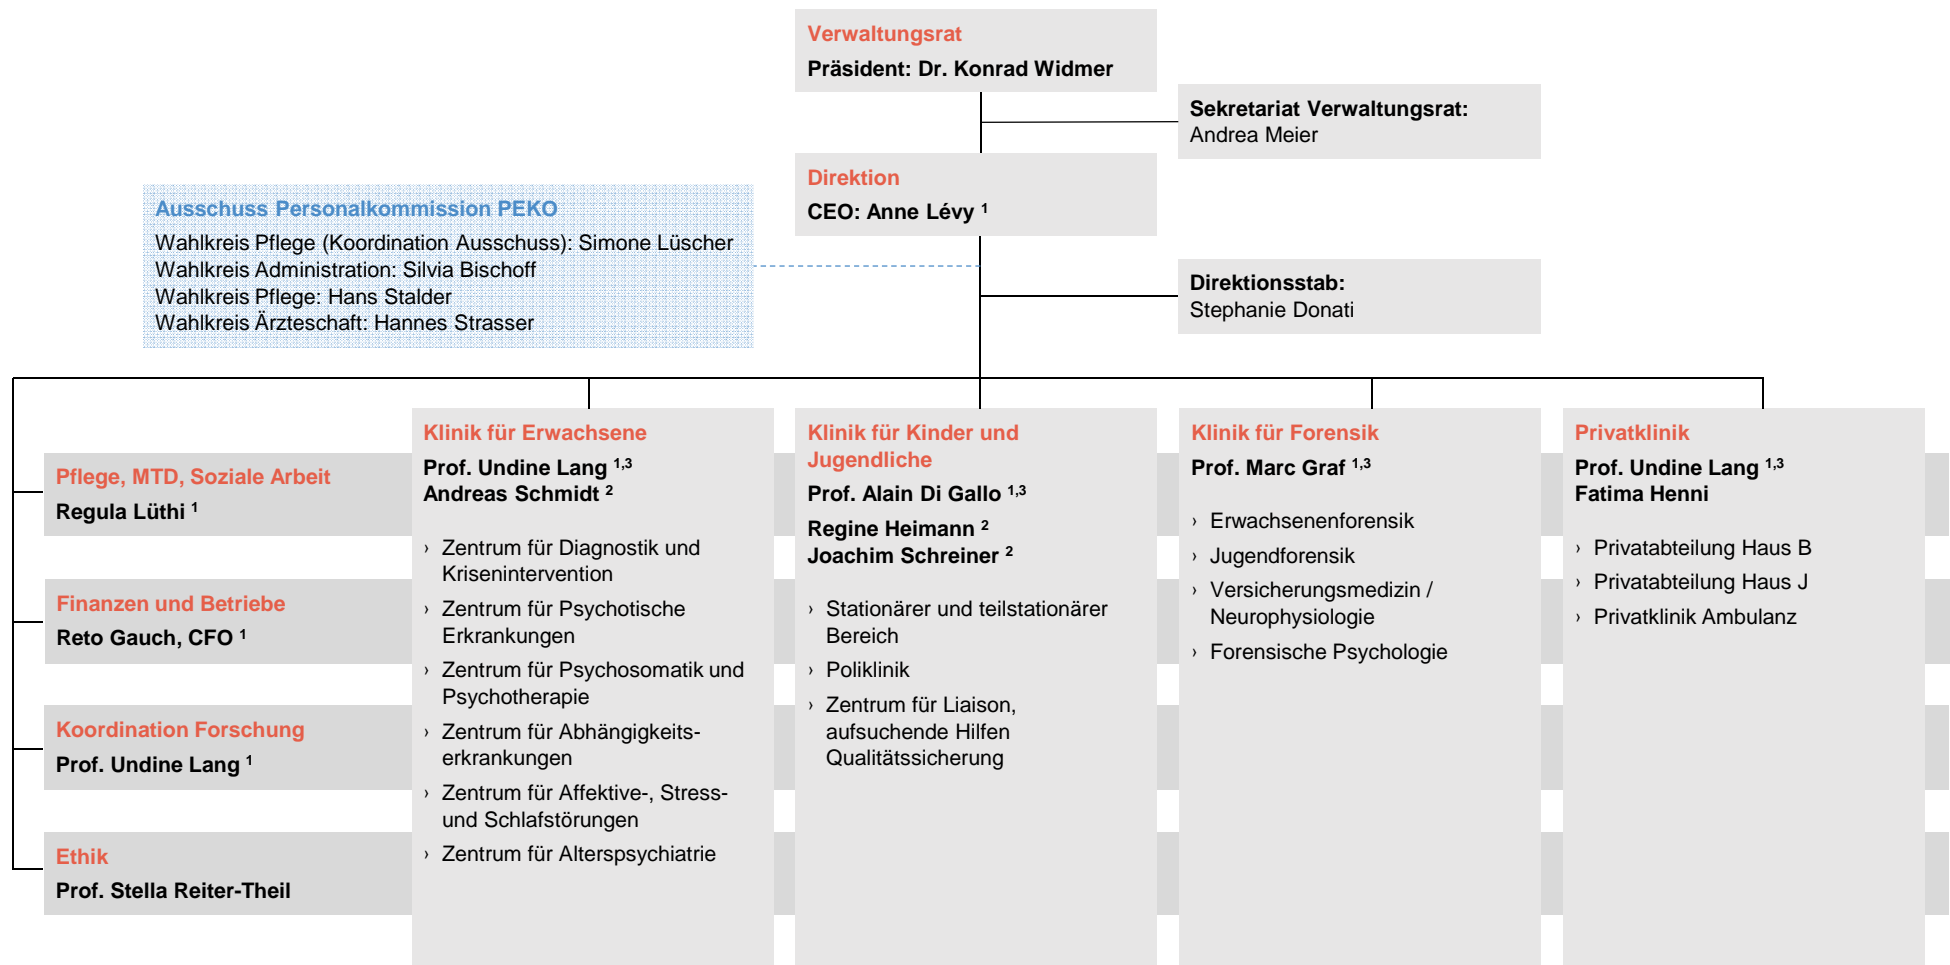 Verwaltungsrat
Präsident: Dr. Konrad Widmer
Sekretariat Verwaltungsrat:
Andrea Meier
Direktion
CEO: Anne Lévy ¹
Ausschuss Personalkommission PEKO
Wahlkreis Pflege (Koordination Ausschuss): Simone Lüscher
Wahlkreis Administration: Silvia Bischoff
Wahlkreis Pflege: Hans Stalder
Wahlkreis Ärzteschaft: Hannes Strasser
Direktionsstab:
Stephanie Donati
Pflege, MTD, Soziale Arbeit
Regula Lüthi ¹
Finanzen und Betriebe
Reto Gauch, CFO ¹
Koordination Forschung
Prof. Undine Lang ¹
Ethik
Prof. Stella Reiter-Theil
Klinik für Erwachsene
Prof. Undine Lang ¹,³
Andreas Schmidt ²
› Zentrum für Diagnostik und
Krisenintervention
› Zentrum für Psychotische
Erkrankungen
› Zentrum für Psychosomatik und
Psychotherapie
› Zentrum für Abhängigkeits-
erkrankungen
› Zentrum für Affektive-, Stress-
und Schlafstörungen
› Zentrum für Alterspsychiatrie
Klinik für Kinder und
Jugendliche
Prof. Alain Di Gallo ¹,³
Regine Heimann ²
Joachim Schreiner ²
› Stationärer und teilstationärer
Bereich
› Poliklinik
› Zentrum für Liaison,
aufsuchende Hilfen
Qualitätssicherung
Klinik für Forensik
Prof. Marc Graf ¹,³
› Erwachsenenforensik
› Jugendforensik
› Versicherungsmedizin /
Neurophysiologie
› Forensische Psychologie
Privatklinik
Prof. Undine Lang ¹,³
Fatima Henni
› Privatabteilung Haus B
› Privatabteilung Haus J
› Privatklinik Ambulanz